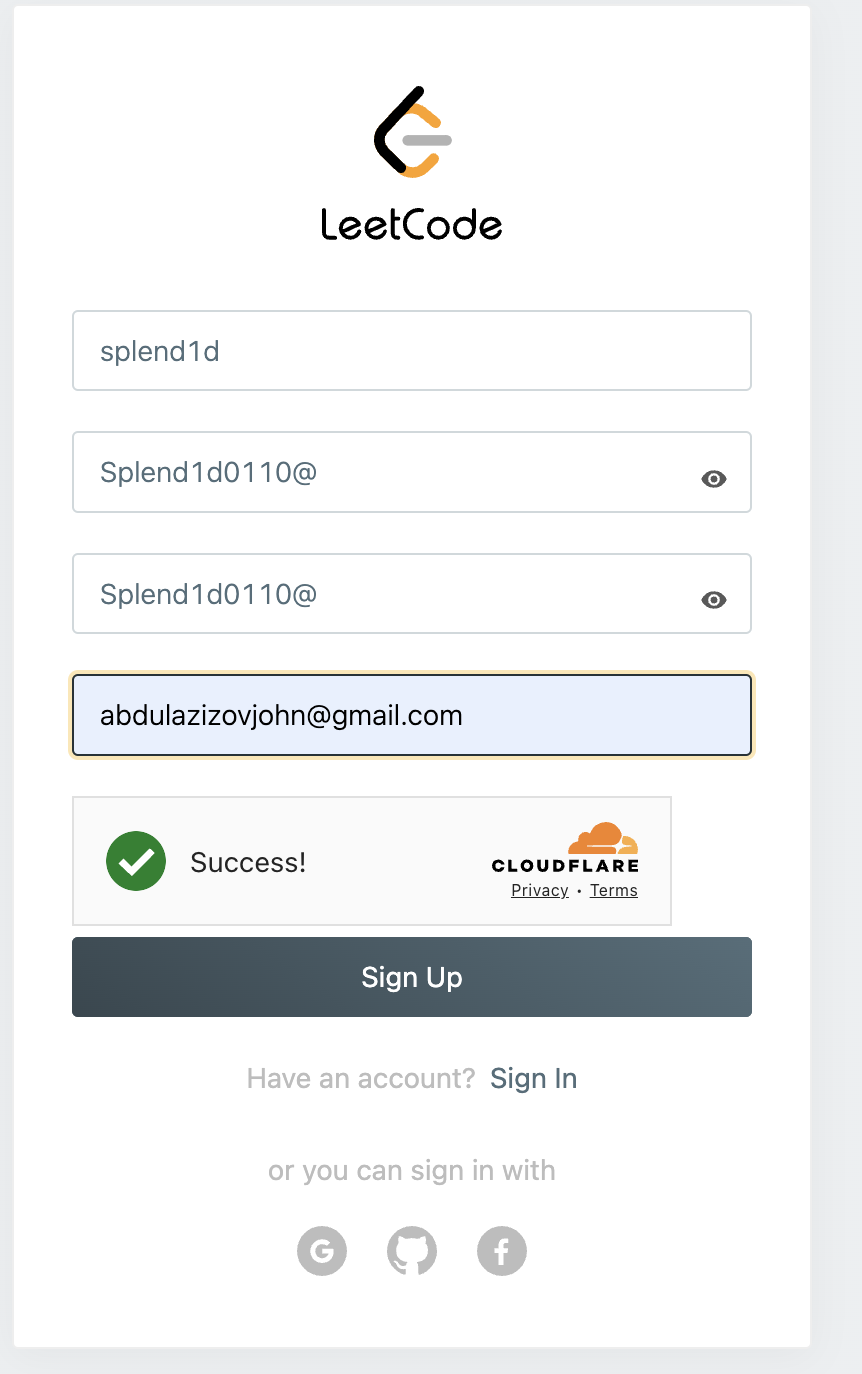 LeetCode
splend1d
Splend1d0110@
Splend1d0110@
abdulazizovjohn@gmail.com
Success!
CLOUDFLARE
Privacy • Terms
Sign Up
Have an account? Sign In
or you can sign in with